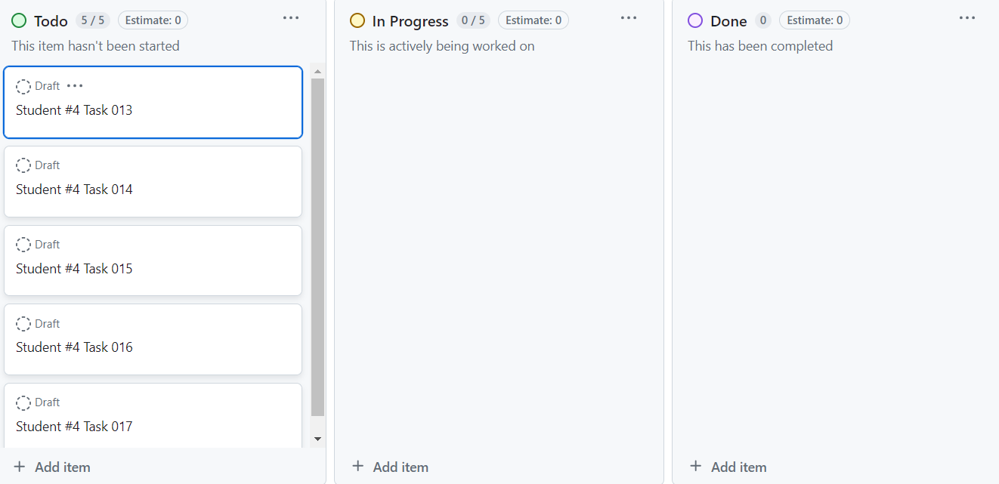 Todo 5 / 5 Estimate: 0
This item hasn't been started
Draft
Student #4 Task 013
Draft
Student #4 Task 014
Draft
Student #4 Task 015
Draft
Student #4 Task 016
Draft
Student #4 Task 017
+ Add item
In Progress 0 / 5 Estimate: 0
This is actively being worked on
+ Add item
Done 0 Estimate: 0
This has been completed
+ Add item